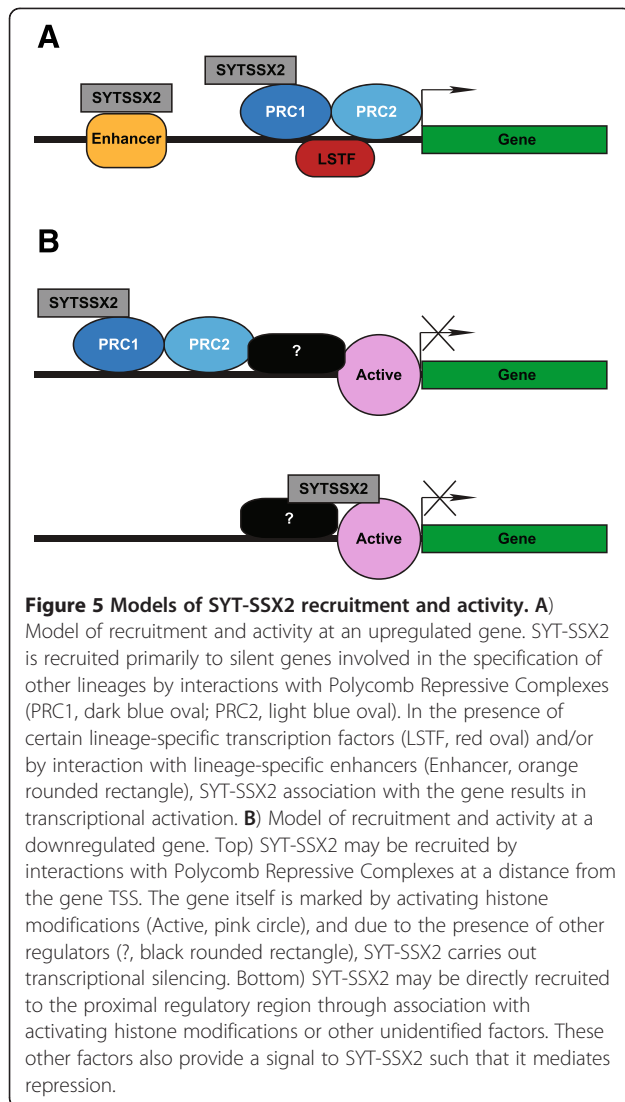 A
SYTSSX2
SYTSSX2
PRC1
PRC2
Enhancer
LSTF
Gene
B
SYTSSX2
PRC1
PRC2
?
Active
Gene
SYTSSX2
?
Active
Gene
Figure 5 Models of SYT-SSX2 recruitment and activity. A)
Model of recruitment and activity at an upregulated gene. SYT-SSX2
is recruited primarily to silent genes involved in the specification of
other lineages by interactions with Polycomb Repressive Complexes
(PRC1, dark blue oval; PRC2, light blue oval). In the presence of
certain lineage-specific transcription factors (LSTF, red oval) and/or
by interaction with lineage-specific enhancers (Enhancer, orange
rounded rectangle), SYT-SSX2 association with the gene results in
transcriptional activation. B) Model of recruitment and activity at a
downregulated gene. Top) SYT-SSX2 may be recruited by
interactions with Polycomb Repressive Complexes at a distance from
the gene TSS. The gene itself is marked by activating histone
modifications (Active, pink circle), and due to the presence of other
regulators (?, black rounded rectangle), SYT-SSX2 carries out
transcriptional silencing. Bottom) SYT-SSX2 may be directly recruited
to the proximal regulatory region through association with
activating histone modifications or other unidentified factors. These
other factors also provide a signal to SYT-SSX2 such that it mediates
repression.